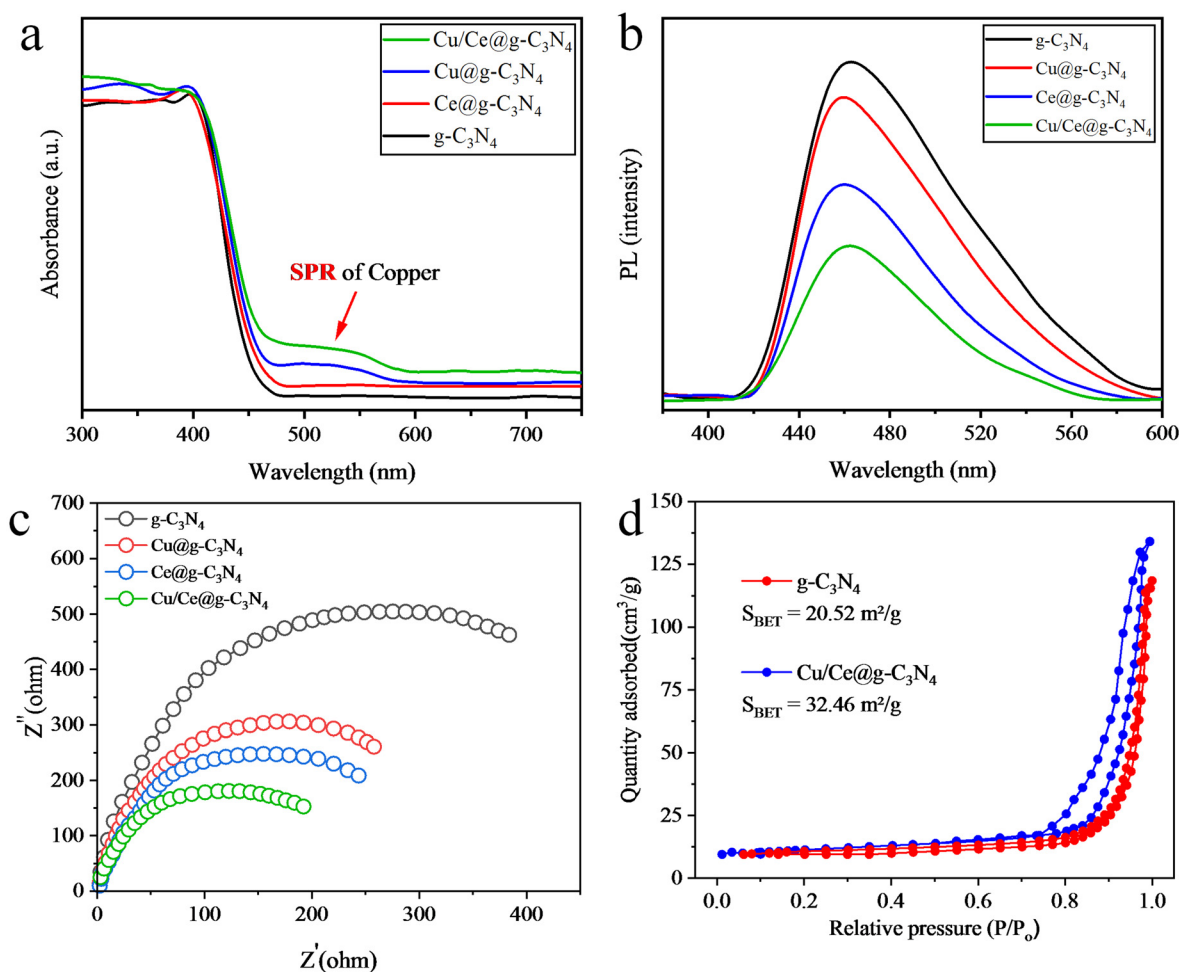 a
Cu/Ce@g-C₃N₄
Cu@g-C₃N₄
Ce@g-C₃N₄
g-C₃N₄
SPR of Copper
Absorbance (a.u.)
300 400 500 600 700
Wavelength (nm)
b
g-C₃N₄
Cu@g-C₃N₄
Ce@g-C₃N₄
Cu/Ce@g-C₃N₄
PL (intensity)
400 440 480 520 560 600
Wavelength (nm)
c
g-C₃N₄
Cu@g-C₃N₄
Ce@g-C₃N₄
Cu/Ce@g-C₃N₄
Z'' (ohm)
700
600
500
400
300
200
100
0
0 100 200 300 400
Z' (ohm)
d
g-C₃N₄
S_BET = 20.52 m²/g
Cu/Ce@g-C₃N₄
S_BET = 32.46 m²/g
Quantity adsorbed(cm³/g)
150
125
100
75
50
25
0
0.0 0.2 0.4 0.6 0.8 1.0
Relative pressure (P/Pₒ)